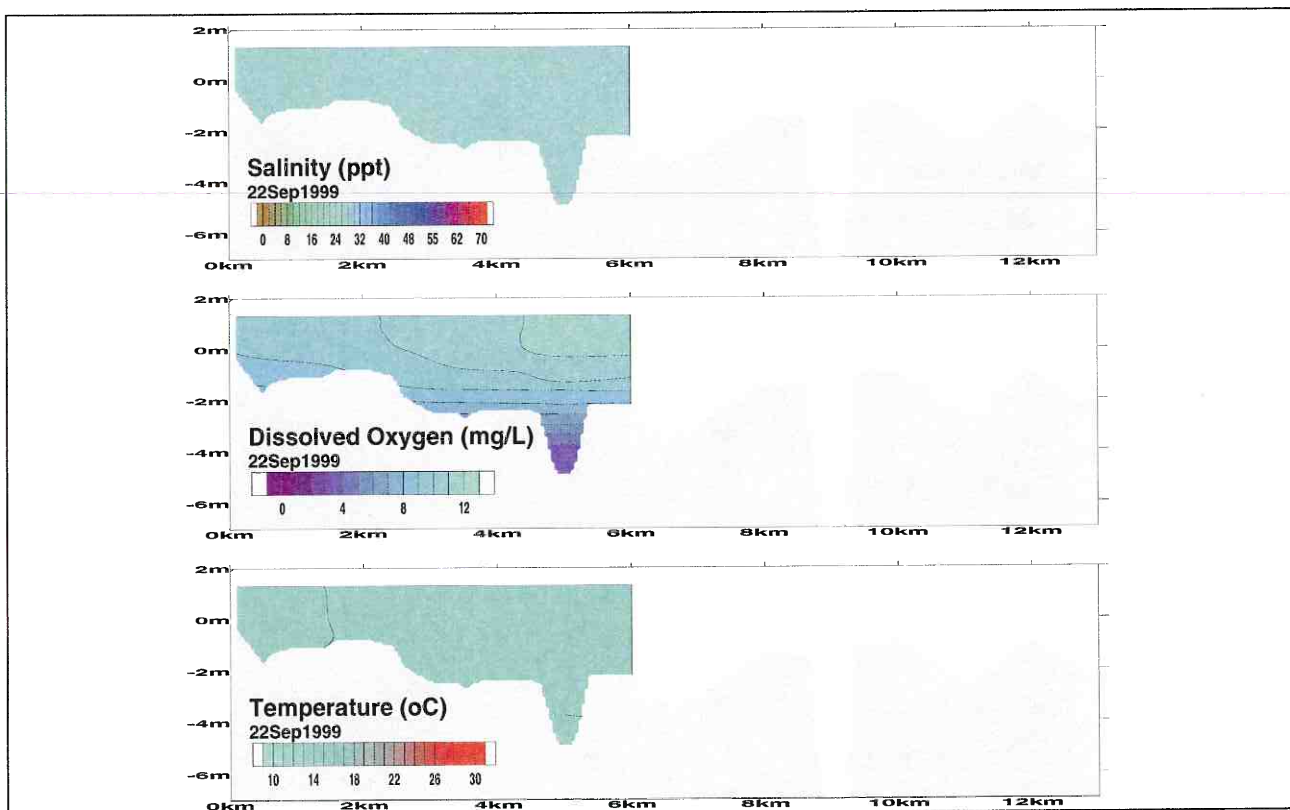 2m
0m
-2m
-4m
-6m
Salinity (ppt)
22Sep1999
0 8 16 24 32 40 48 55 62 70
0km 2km 4km 6km 8km 10km 12km
2m
0m
-2m
-4m
-6m
Dissolved Oxygen (mg/L)
22Sep1999
0 4 8 12
0km 2km 4km 6km 8km 10km 12km
2m
0m
-2m
-4m
-6m
Temperature (oC)
22Sep1999
10 14 18 22 26 30
0km 2km 4km 6km 8km 10km 12km